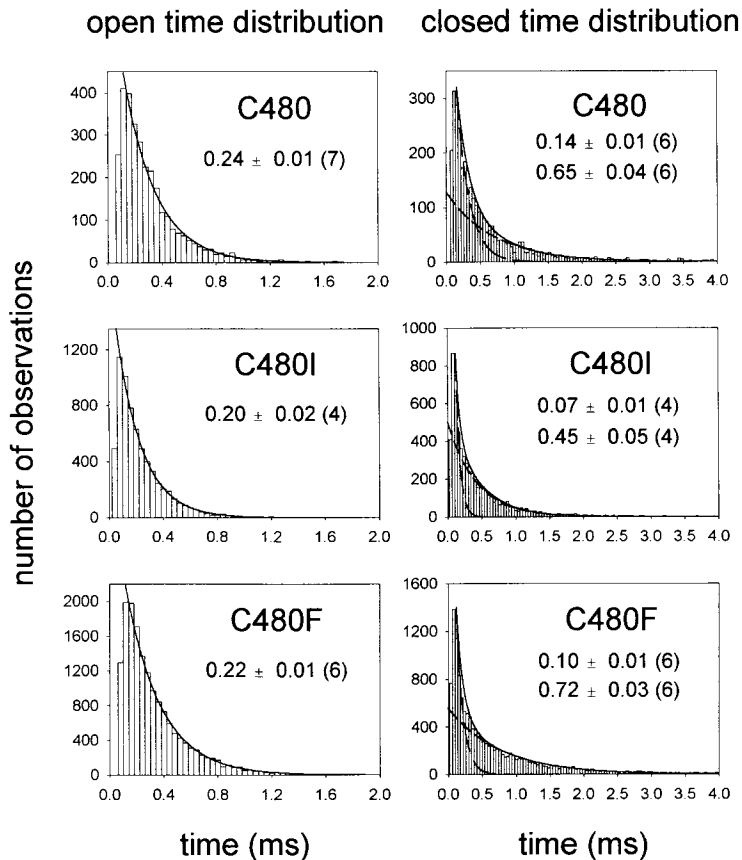 open time distribution
closed time distribution
number of observations
C480
0.24 ± 0.01 (7)
400
300
200
100
0
0.0 0.4 0.8 1.2 1.6 2.0
C480
0.14 ± 0.01 (6)
0.65 ± 0.04 (6)
300
200
100
0
0.0 0.5 1.0 1.5 2.0 2.5 3.0 3.5 4.0
C480I
0.20 ± 0.02 (4)
1200
800
400
0
0.0 0.4 0.8 1.2 1.6 2.0
C480I
0.07 ± 0.01 (4)
0.45 ± 0.05 (4)
1000
800
600
400
200
0
0.0 0.5 1.0 1.5 2.0 2.5 3.0 3.5 4.0
C480F
0.22 ± 0.01 (6)
2000
1600
1200
800
400
0
0.0 0.4 0.8 1.2 1.6 2.0
C480F
0.10 ± 0.01 (6)
0.72 ± 0.03 (6)
1600
1200
800
400
0
0.0 0.5 1.0 1.5 2.0 2.5 3.0 3.5 4.0
time (ms)
time (ms)